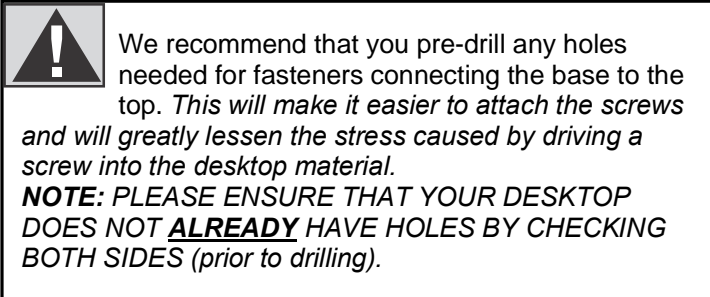 We recommend that you pre-drill any holes
needed for fasteners connecting the base to the
top. This will make it easier to attach the screws
and will greatly lessen the stress caused by driving a
screw into the desktop material.
NOTE: PLEASE ENSURE THAT YOUR DESKTOP
DOES NOT ALREADY HAVE HOLES BY CHECKING
BOTH SIDES (prior to drilling).